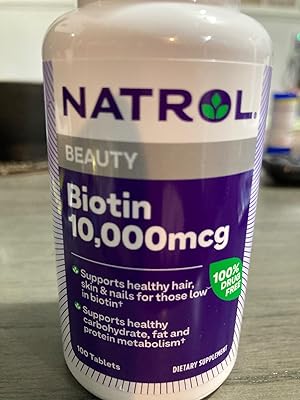 NATROL
BEAUTY
Biotin
10,000mcg
Supports healthy hair,
skin & nails for those low~
in biotin†
Supports healthy
carbohydrate, fat and
protein metabolism†
100%
DRUG
FREE
100 Tablets
DIETARY SUPPLEMENT